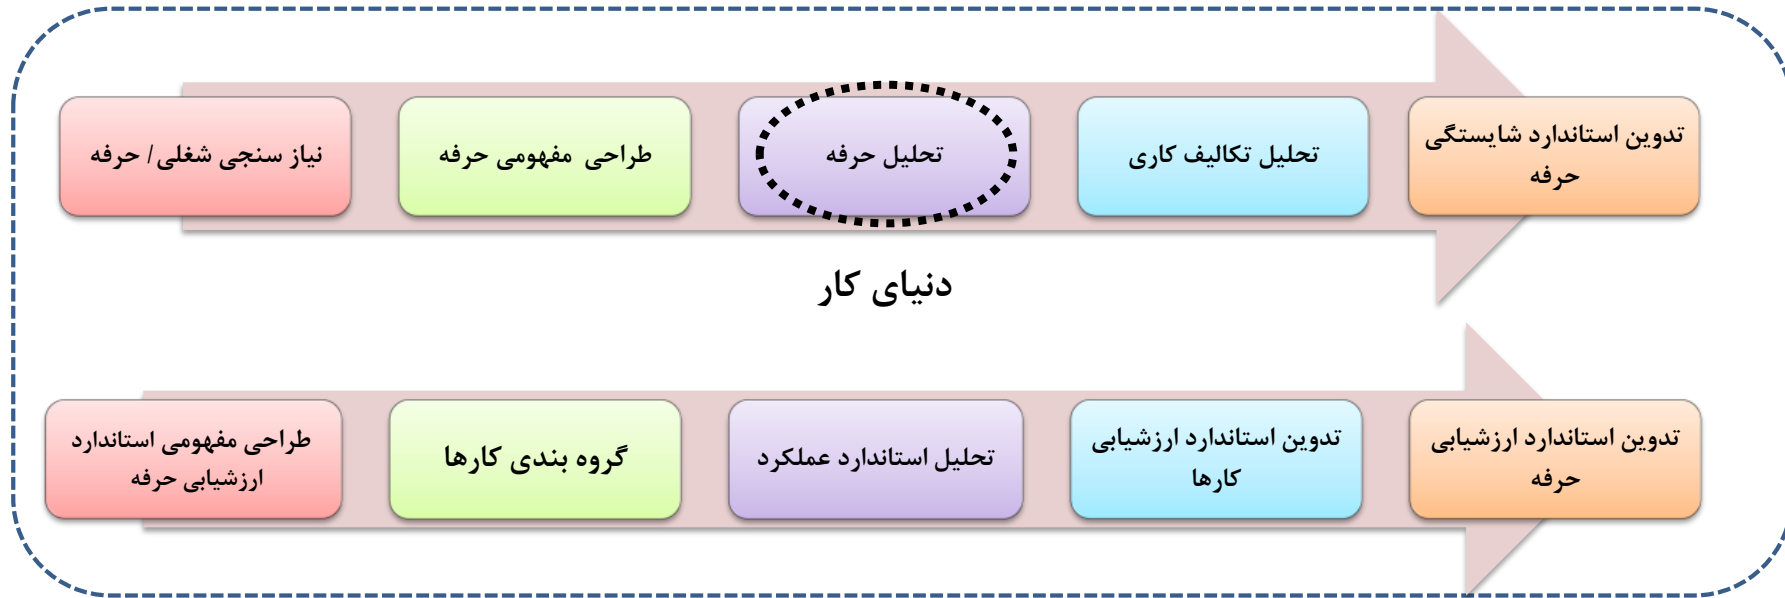 نیاز سنجی شغلی/ حرفه
طراحی مفهومی حرفه
تحلیل حرفه
تحلیل تکالیف کاری
تدوین استاندارد شایستگی
حرفه
دنیای کار
طراحی مفهومی استاندارد
ارزشیابی حرفه
گروه بندی کارها
تحلیل استاندارد عملکرد
تدوین استاندارد ارزشیابی
کارها
تدوین استاندارد ارزشیابی
حرفه